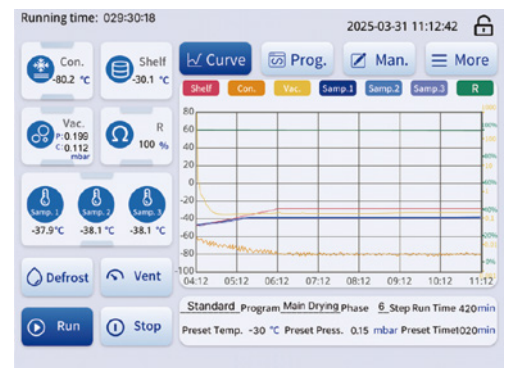 Running time: 029:30:18
2025-03-31 11:12:42
Con.
-80.2 °C
Shelf
-30.1 °C
Curve
Prog.
Man.
More
Shelf Con. Vac. Samp.1 Samp.2 Samp.3 R
Vac.
P:0.199
C:0.112
mbar
R
100 %
Samp. 1
Samp. 2
Samp. 3
-37.9°C
-38.1 °C
-38.1 °C
80
60
40
20
0
-20
-40
-60
-80
-100
04:12 05:12 06:12 07:12 08:12 09:12 10:12 11:12
Defrost
Vent
Run
Stop
Standard Program Main Drying Phase 6 Step Run Time 420min
Preset Temp. -30 °C Preset Press. 0.15 mbar Preset Time1020min